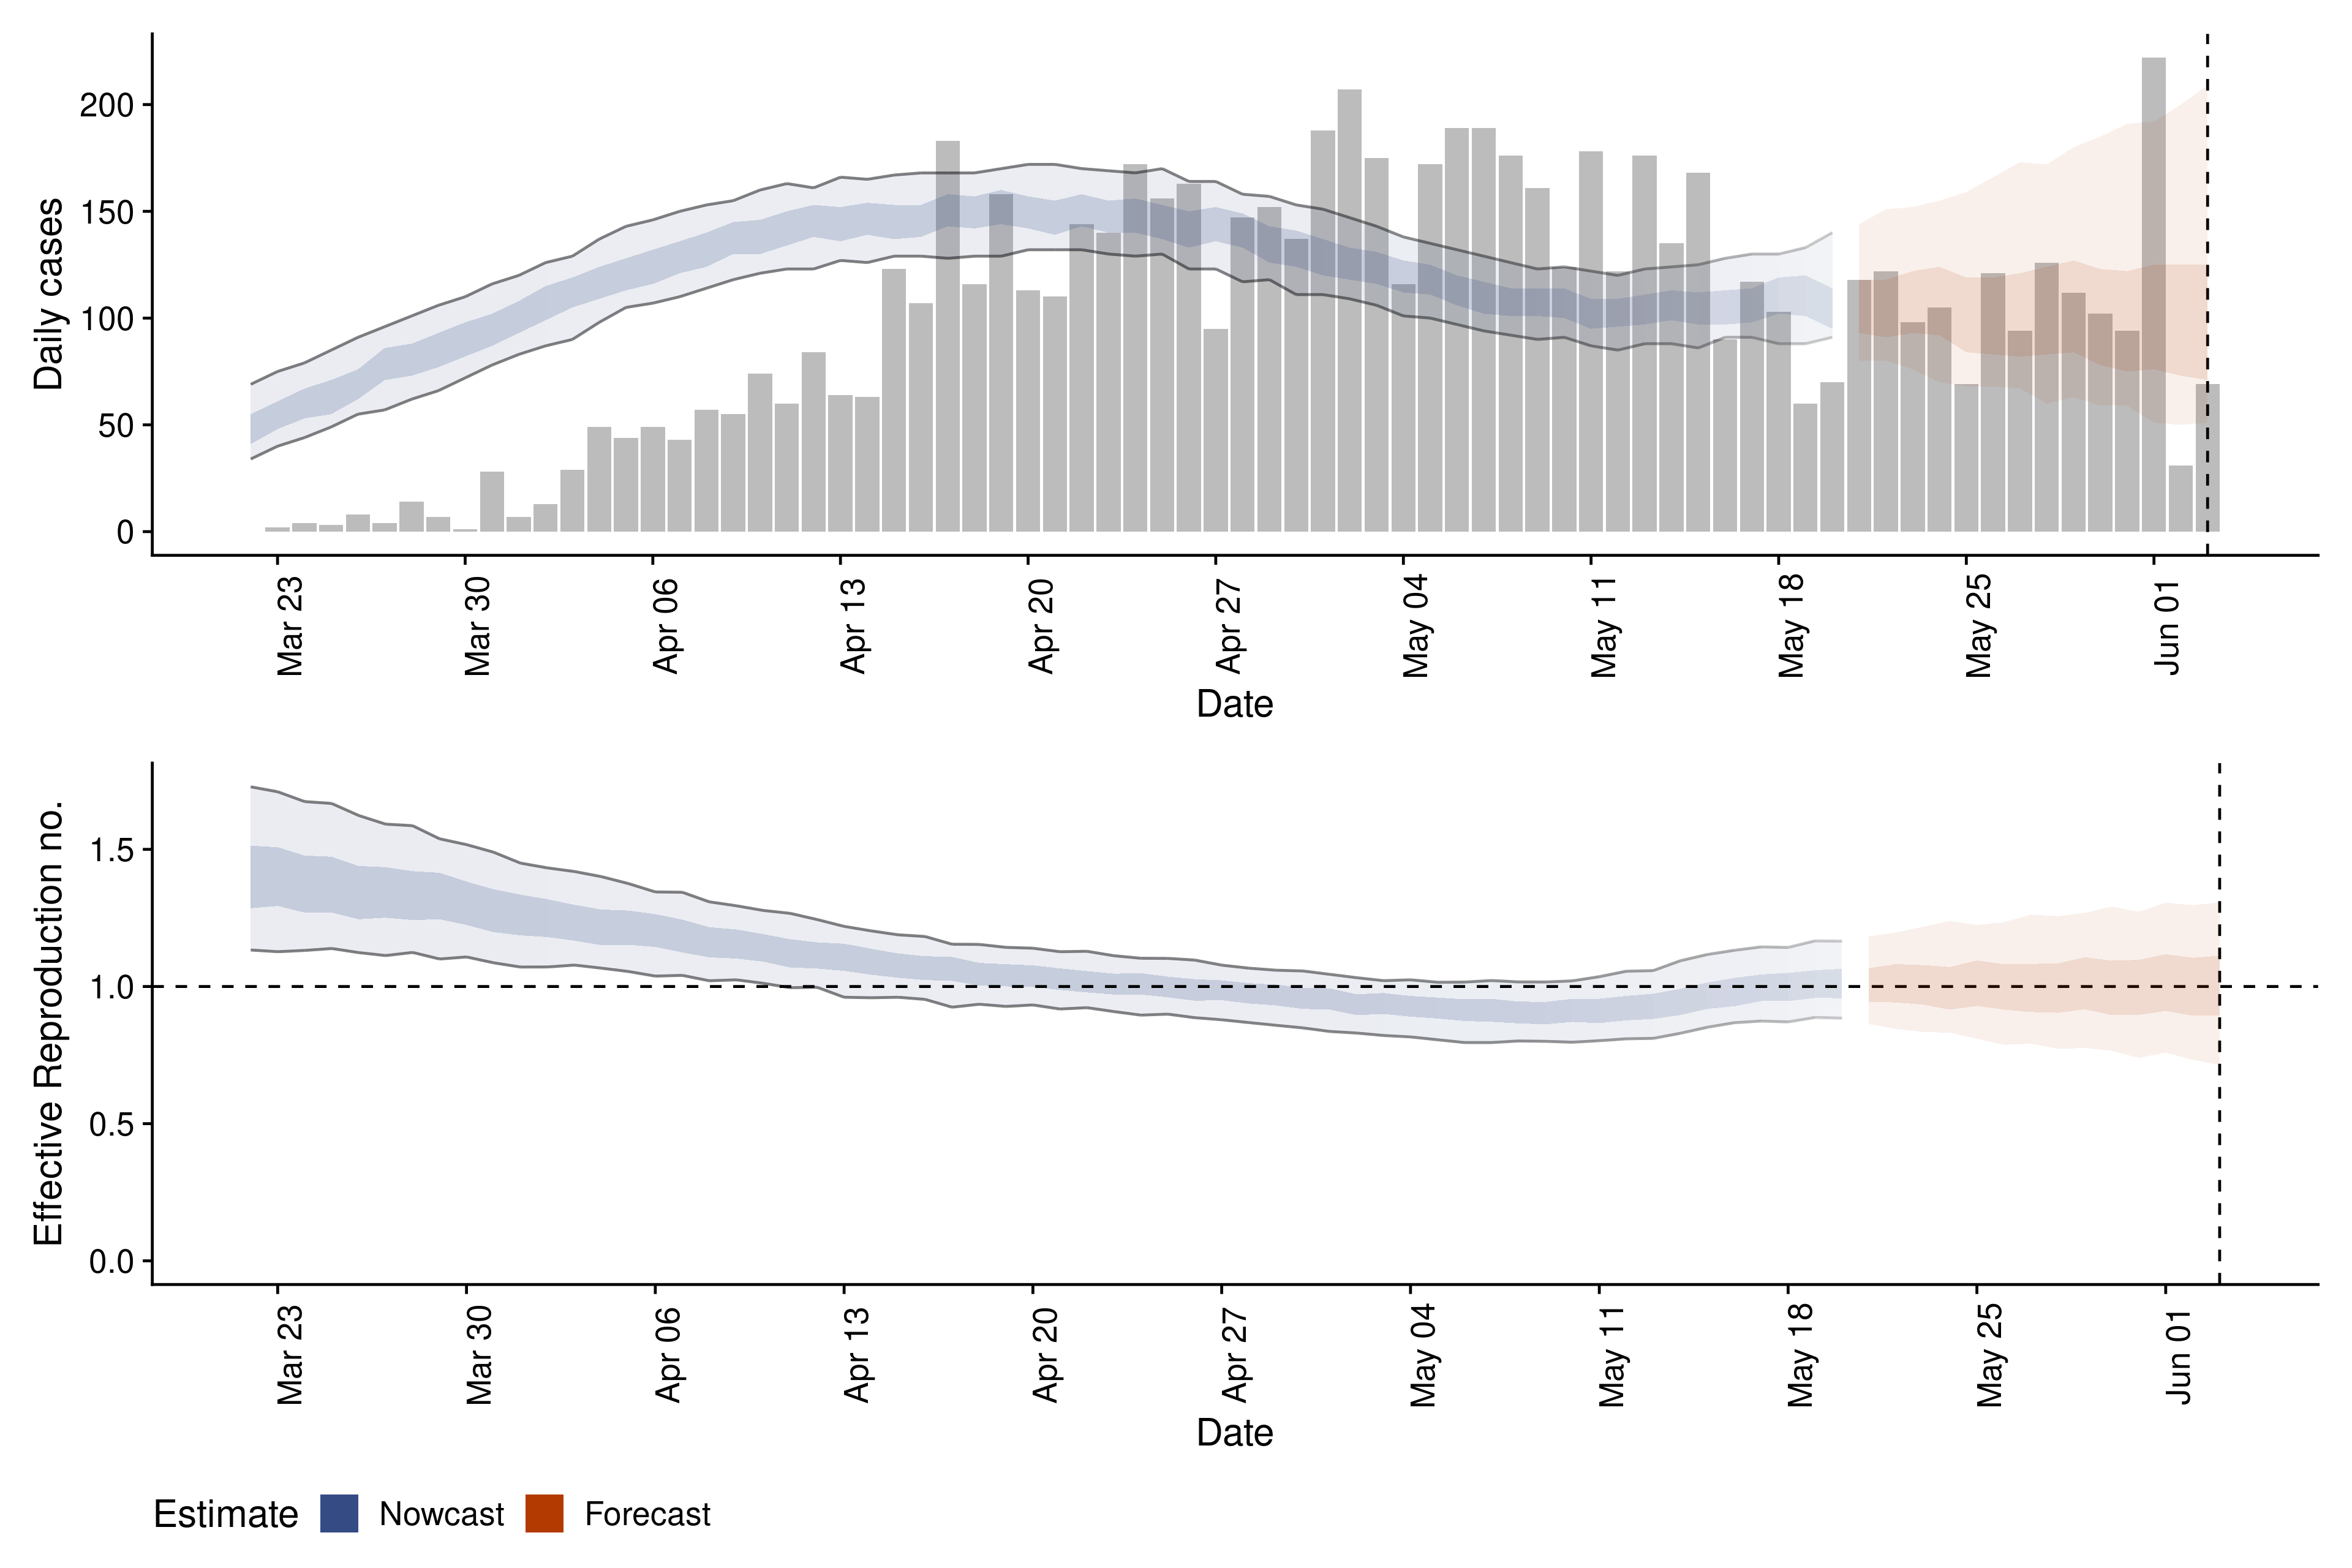 Daily cases
200
150
100
50
0
Mar 23
Mar 30
Apr 06
Apr 13
Apr 20
Apr 27
May 04
May 11
May 18
May 25
Jun 01
Date
Effective Reproduction no.
1.5
1.0
0.5
0.0
Mar 23
Mar 30
Apr 06
Apr 13
Apr 20
Apr 27
May 04
May 11
May 18
May 25
Jun 01
Date
Estimate Nowcast Forecast